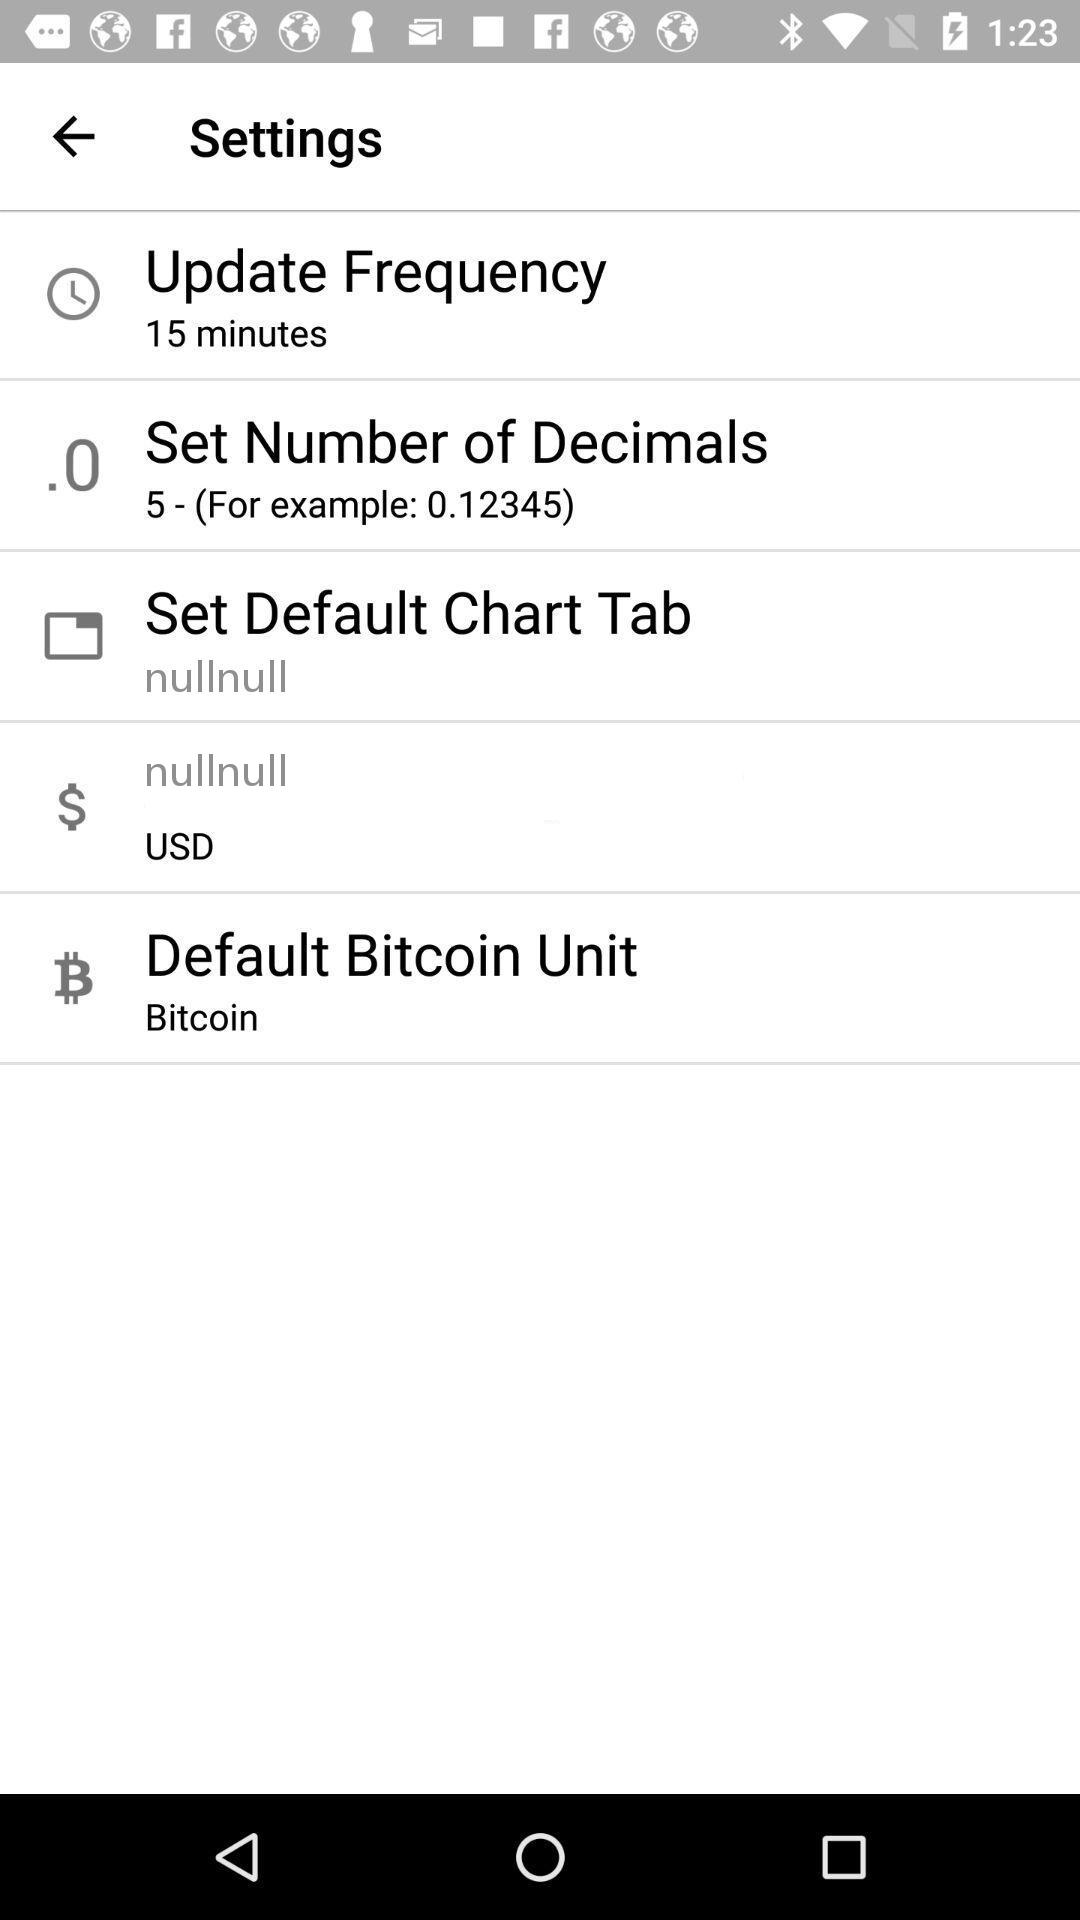 1:23
Settings
Update Frequency
15 minutes
.0
Set Number of Decimals
5 - (For example: 0.12345)
Set Default Chart Tab
nullnull
nullnull
$
USD
Default Bitcoin Unit
Bitcoin